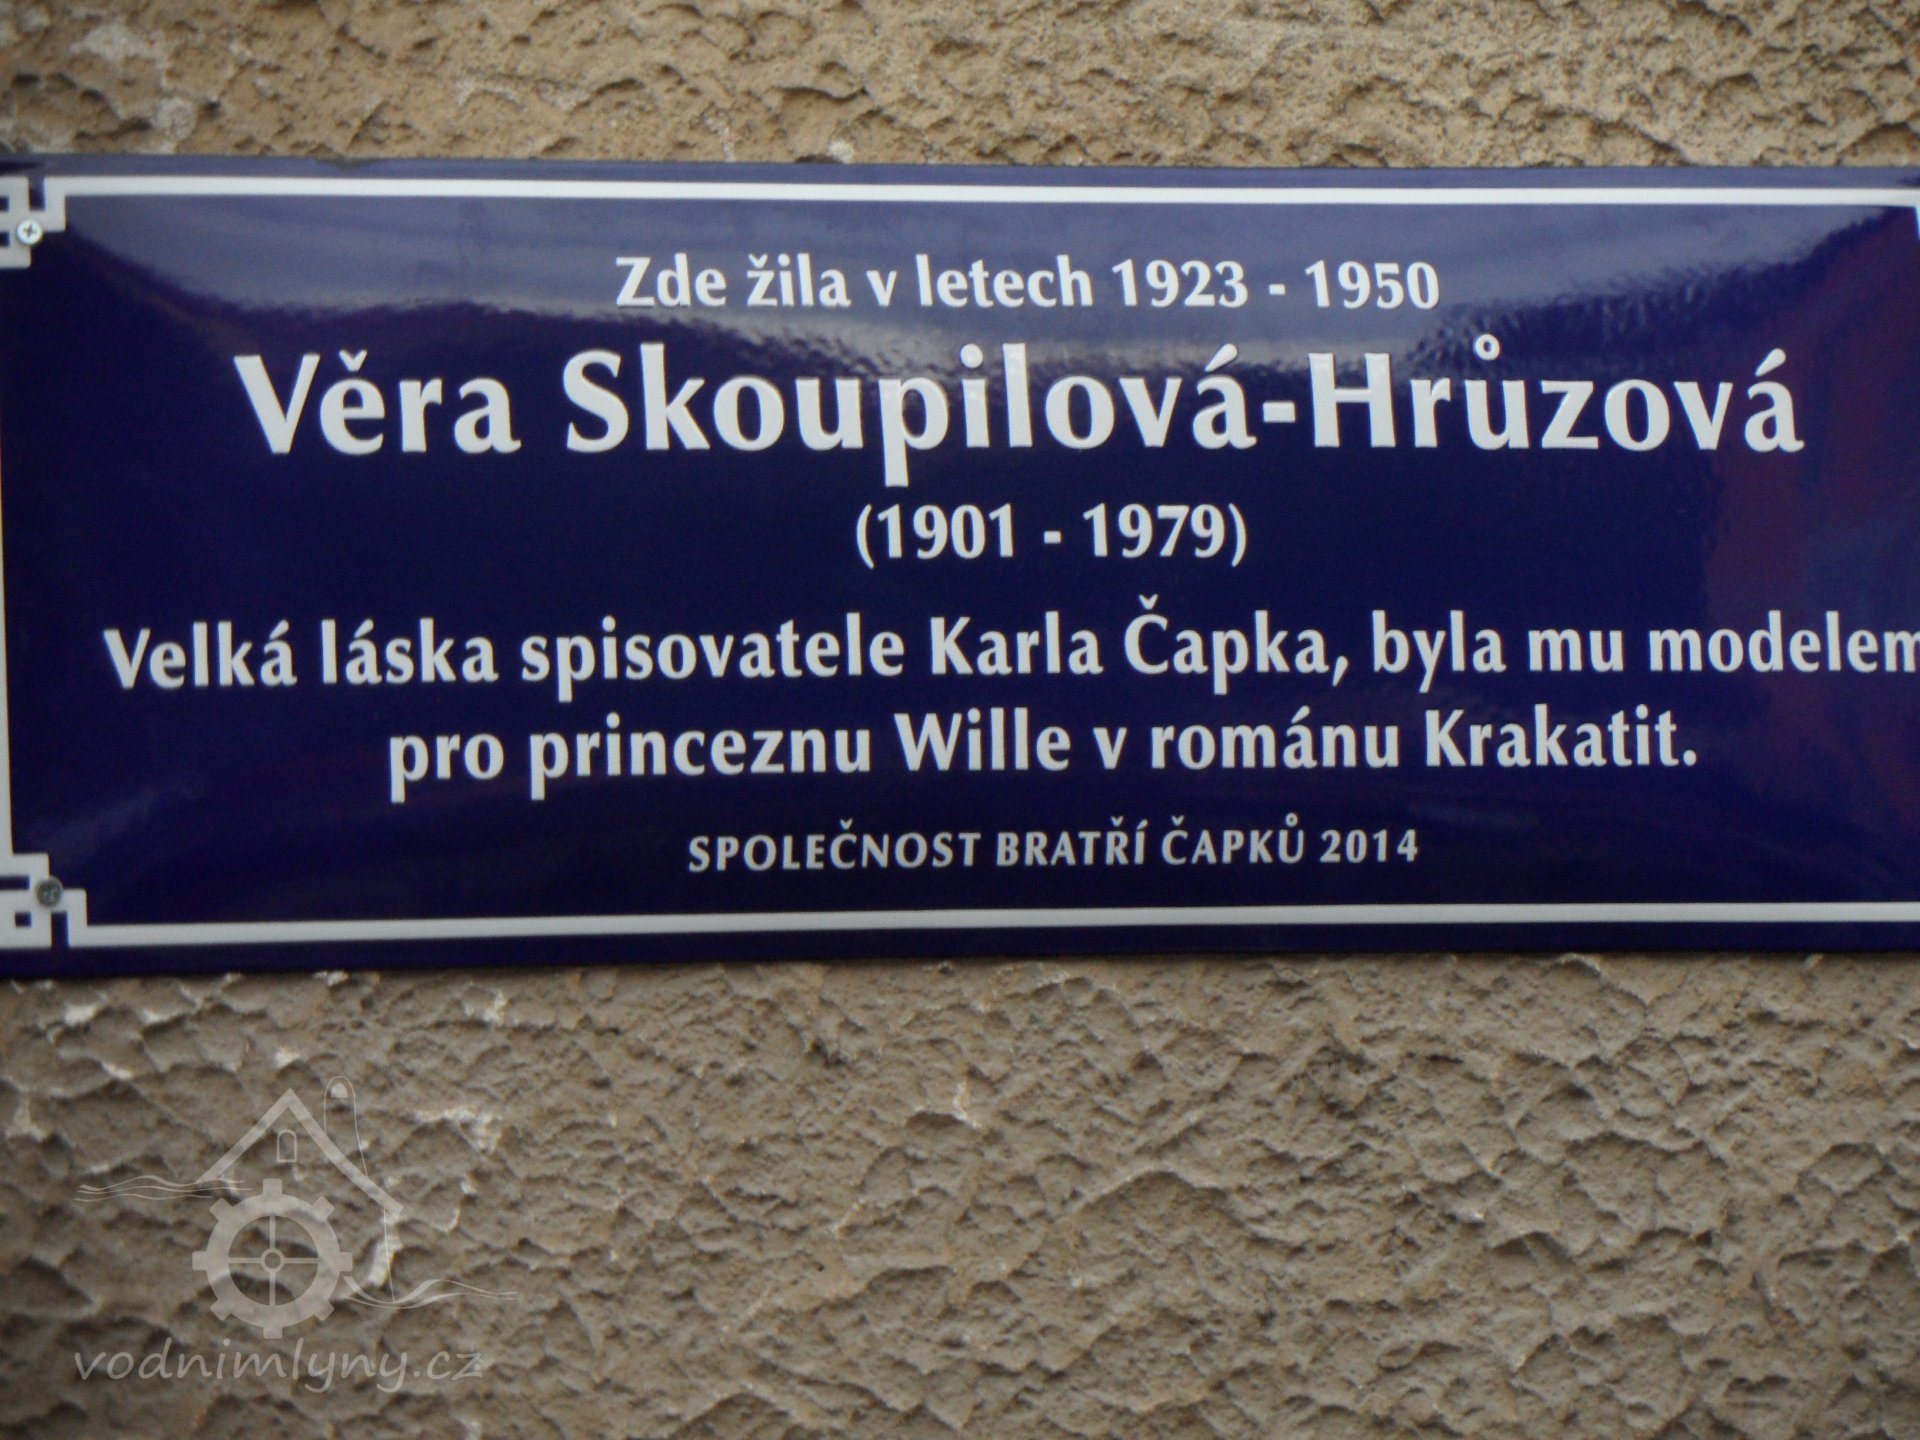 Zde žila v letech 1923 - 1950
Věra Skoupilová-Hrůzová
(1901 - 1979)
Velká láska spisovatele Karla Čapka, byla mu modelem
pro princeznu Wille v románu Krakatit.
SPOLEČNOST BRATŘÍ ČAPKŮ 2014
vodnimlyny.cz